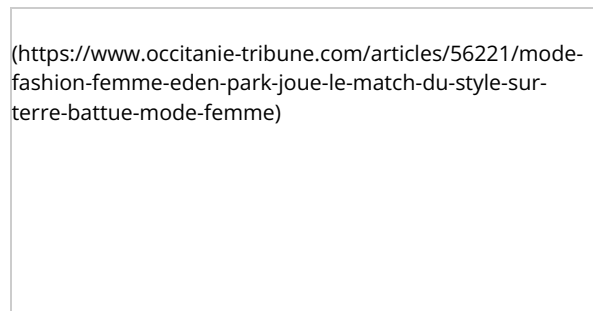 (https://www.occitanie-tribune.com/articles/56221/mode-
fashion-femme-eden-park-joue-le-match-du-style-sur-
terre-battue-mode-femme)